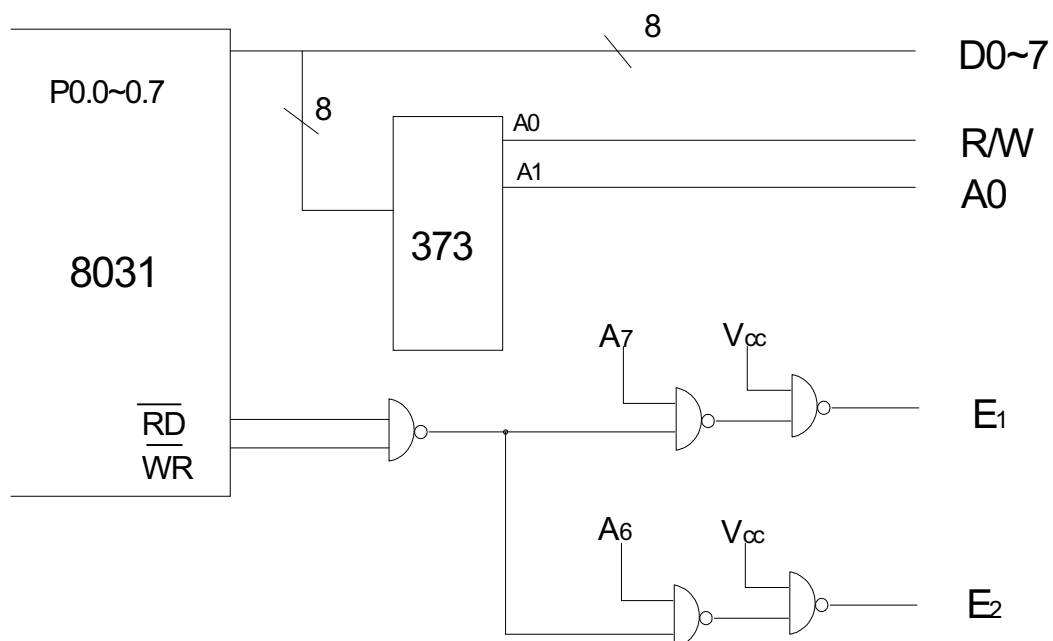 8
D0~7
P0.0~0.7
8
A0
R/W
A1
A0
373
8031
A7
Vcc
RD
E1
WR
A6
Vcc
E2